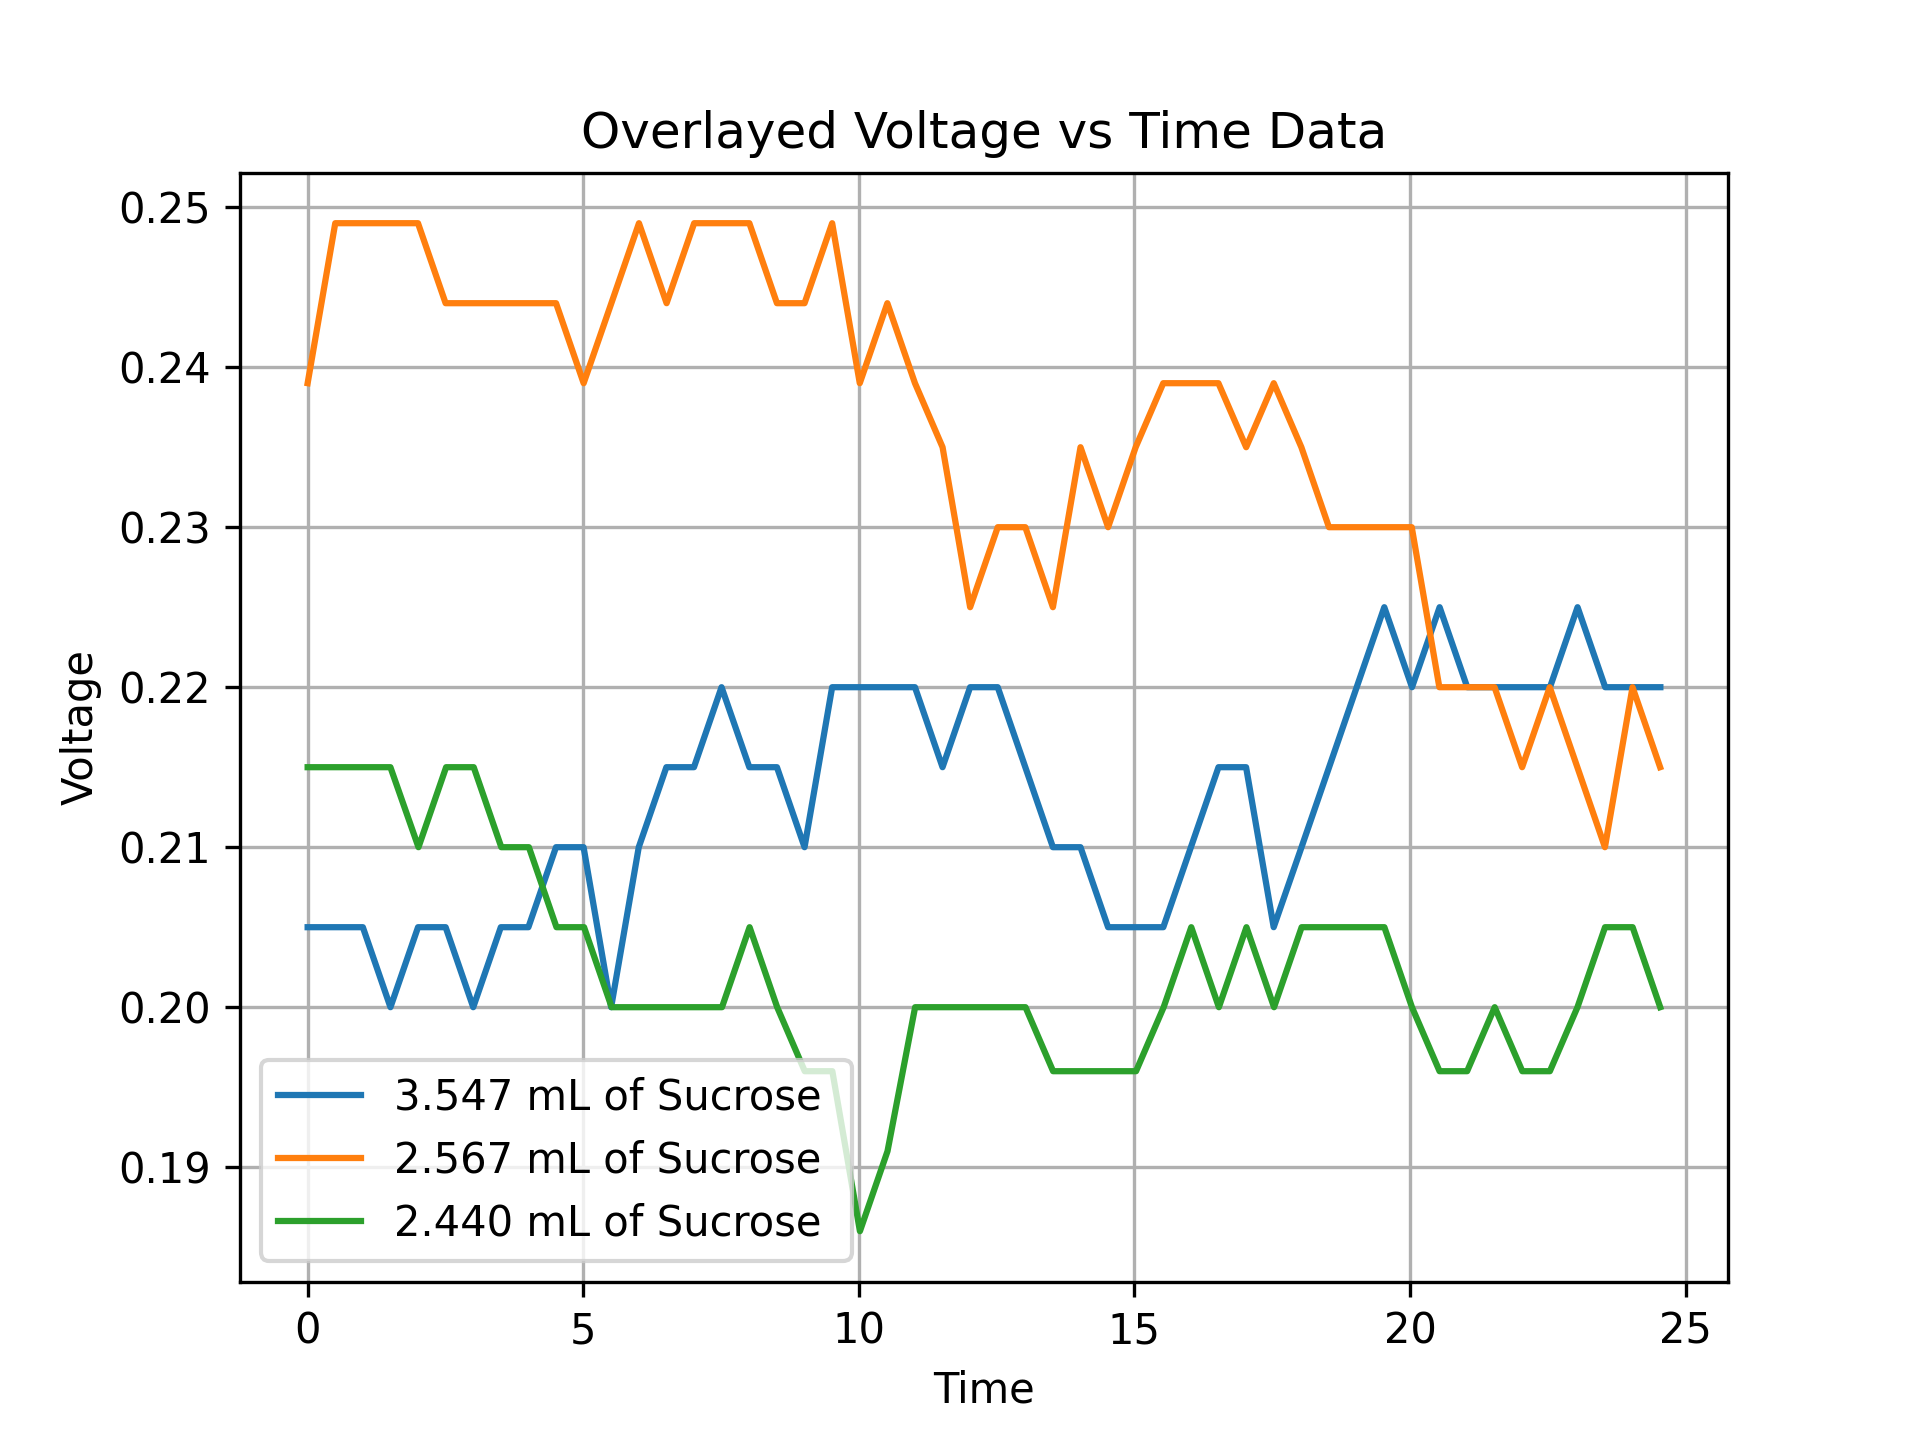 Overlayed Voltage vs Time Data
0.25
0.24
0.23
0.22
0.21
0.20
0.19
Voltage
3.547 mL of Sucrose
2.567 mL of Sucrose
2.440 mL of Sucrose
0 5 10 15 20 25
Time